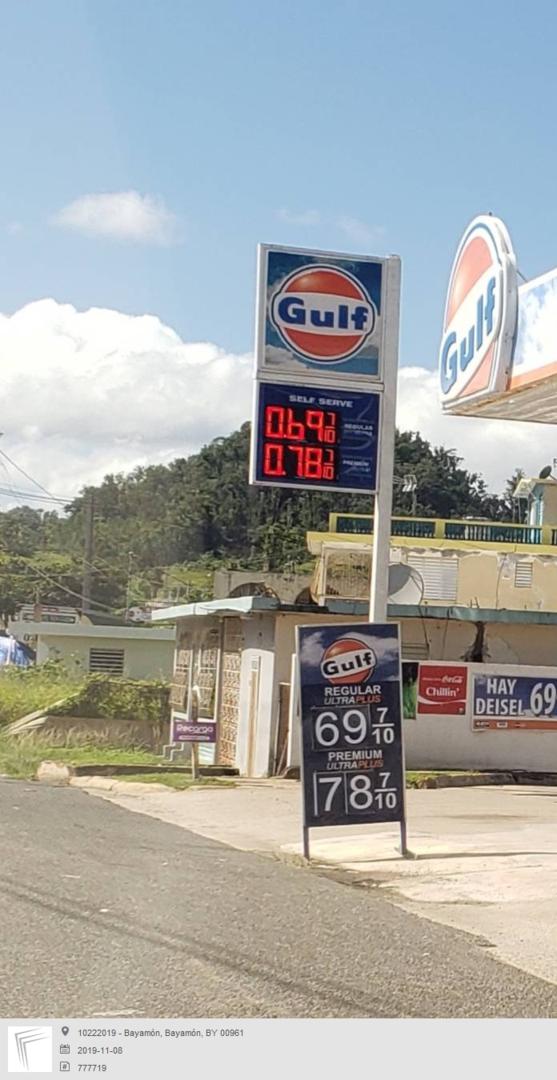 Gulf
Gulf
SELF SERVE
0.69 7/10 REGULAR
0.78 7/10 PREMIUM
Gulf
REGULAR
ULTRAPLUS
69 7/10
PREMIUM
ULTRAPLUS
78 7/10
Coca-Cola
Chillin'
HAY
DEISEL 69
Recargo
10222019 - Bayamón, Bayamón, BY 00961
2019-11-08
777719